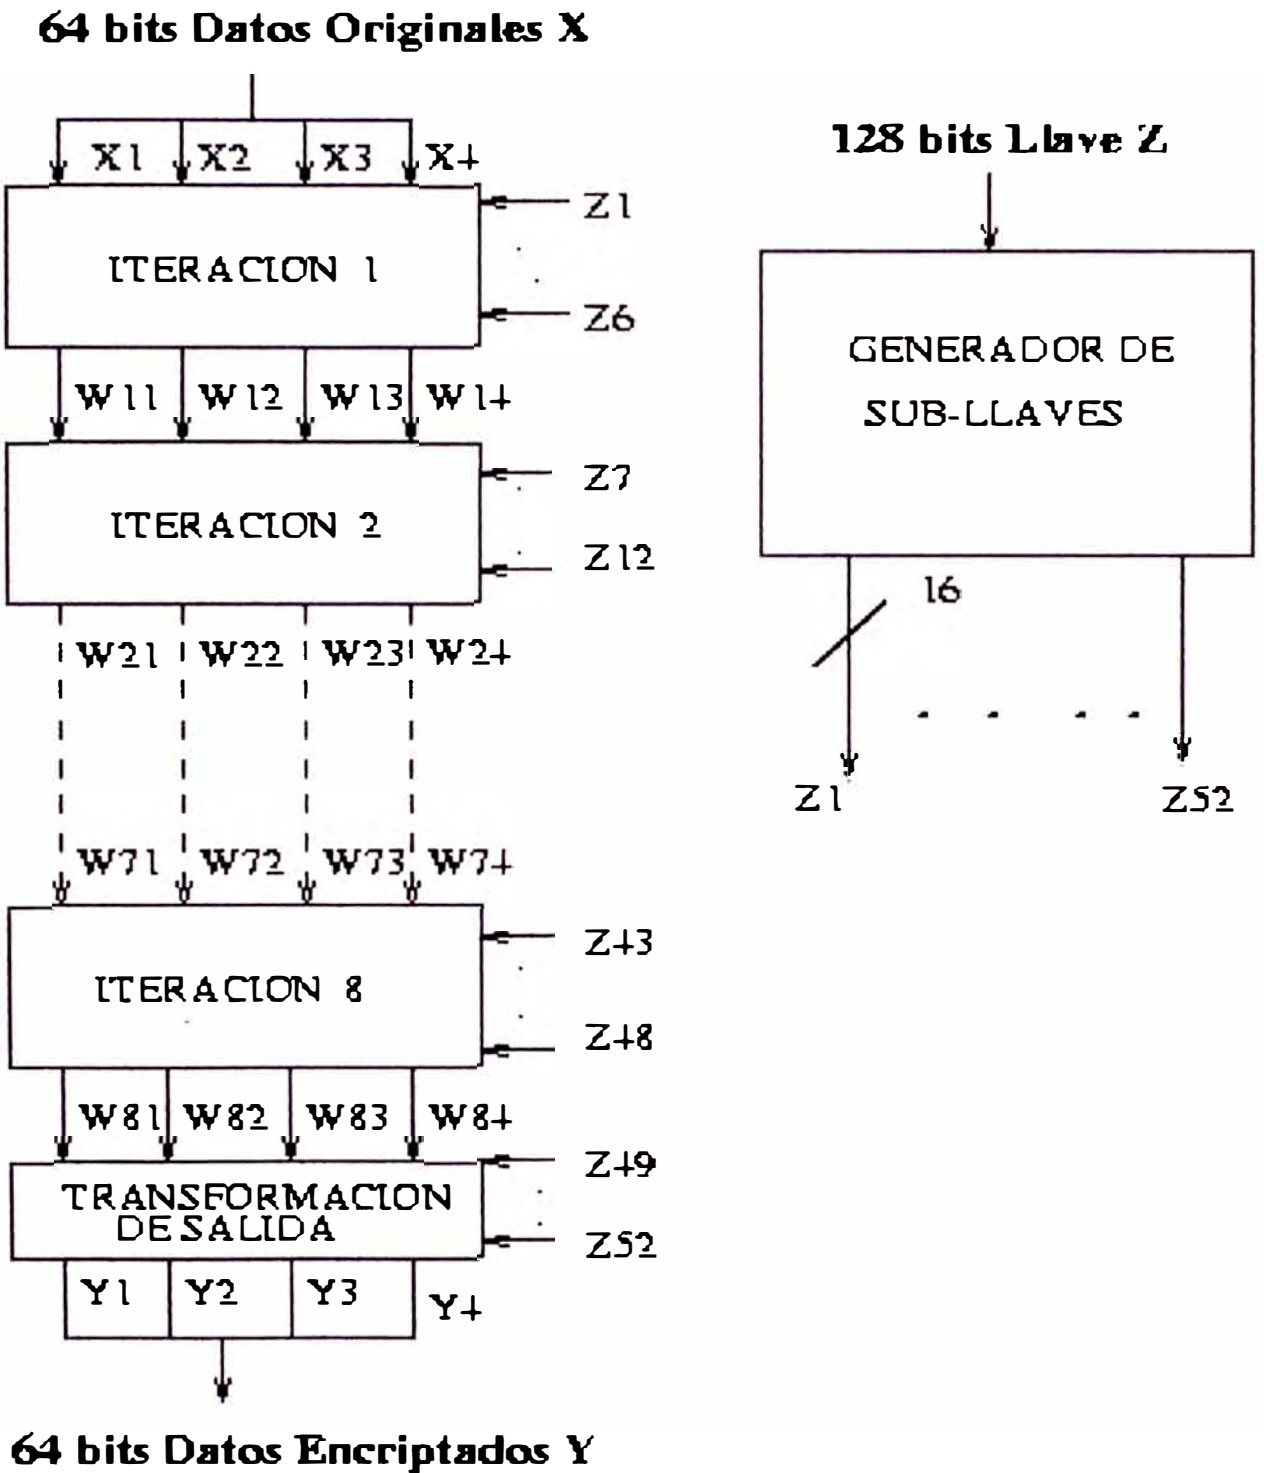 64 bits Datos Originales X
X1 X2 X3 X4
ITERACION 1
Z1
Z6
W11 W12 W13 W14
ITERACION 2
Z7
Z12
W21 W22 W23 W24
W71 W72 W73 W74
ITERACION 8
Z43
Z48
W81 W82 W83 W84
TRANSFORMACION
DE SALIDA
Z49
Z52
Y1 Y2 Y3 Y4
64 bits Datos Encriptados Y
128 bits Llave Z
GENERADOR DE
SUB-LLAVES
16
Z1
Z52